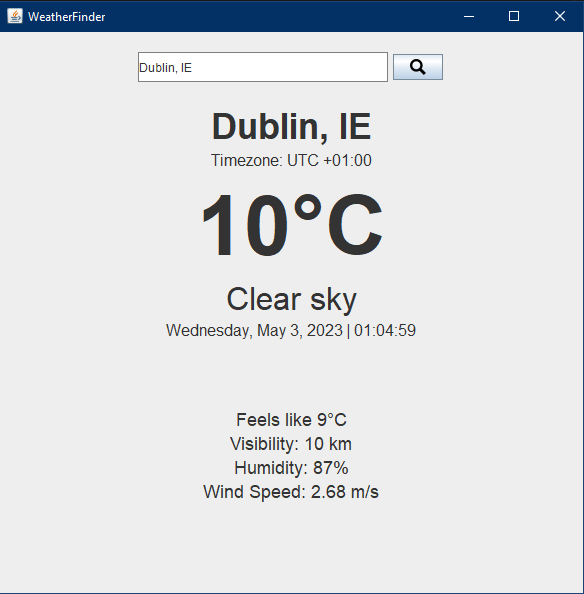 WeatherFinder
Dublin, IE
Dublin, IE
Timezone: UTC +01:00
10°C
Clear sky
Wednesday, May 3, 2023 | 01:04:59
Feels like 9°C
Visibility: 10 km
Humidity: 87%
Wind Speed: 2.68 m/s